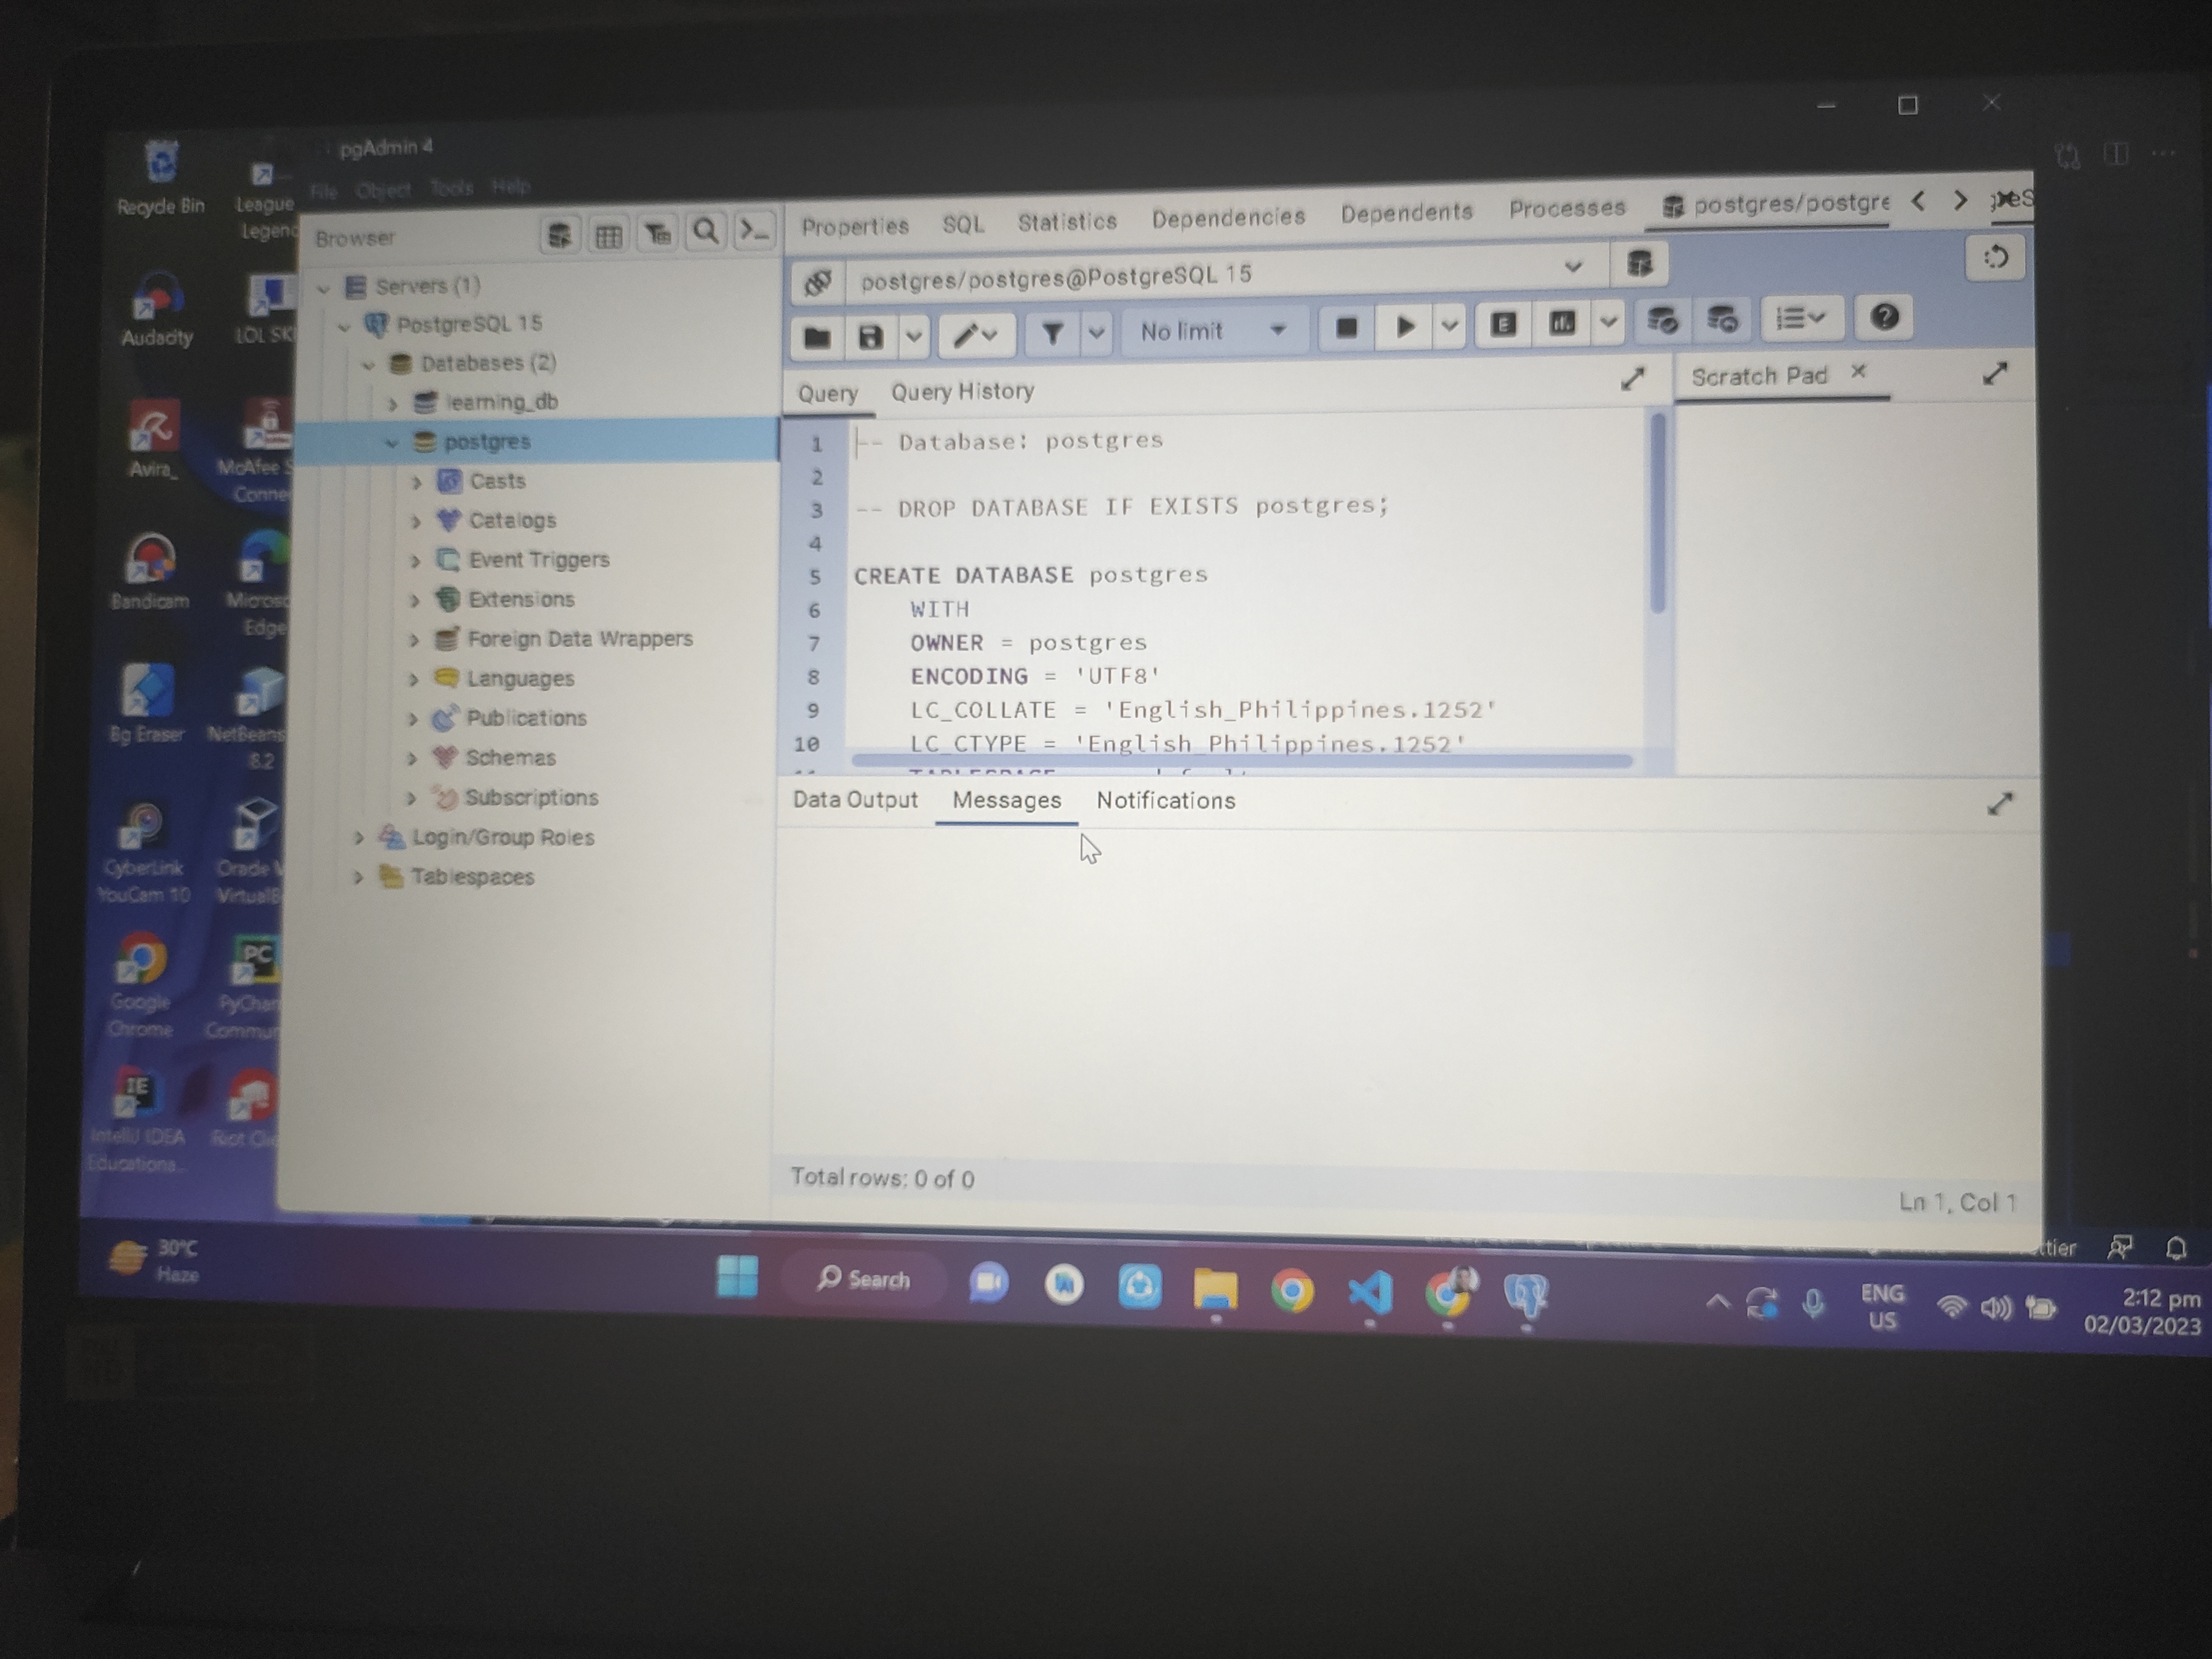 Recycle Bin
League
Legend
Audacity
LOL SK
Avira_
McAfee S
Conne
Bandicam
Microso
Edge
Bg Eraser
NetBeans
8.2
CyberLink
YouCam 10
Oracle V
VirtualB
Google
Chrome
PC
PyChar
Commun
IE
IntelliJ IDEA
Educationa...
Riot Clie
pgAdmin 4
File Object Tools Help
Browser
Servers (1)
PostgreSQL 15
Databases (2)
learning_db
postgres
Casts
Catalogs
Event Triggers
Extensions
Foreign Data Wrappers
Languages
Publications
Schemas
Subscriptions
Login/Group Roles
Tablespaces
Properties SQL Statistics Dependencies Dependents Processes postgres/postgre
postgres/postgres@PostgreSQL 15
No limit
Query Query History
Scratch Pad
1 -- Database: postgres
2
3 -- DROP DATABASE IF EXISTS postgres;
4
5 CREATE DATABASE postgres
6 WITH
7 OWNER = postgres
8 ENCODING = 'UTF8'
9 LC_COLLATE = 'English_Philippines.1252'
10 LC_CTYPE = 'English_Philippines.1252'
Data Output Messages Notifications
Total rows: 0 of 0
Ln 1, Col 1
30°C
Haze
Search
ENG
US
2:12 pm
02/03/2023